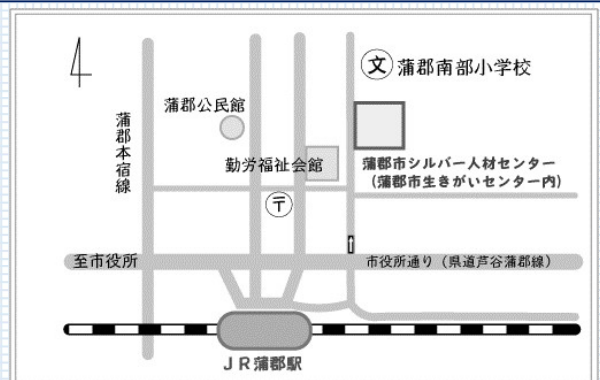 文 蒲郡南部小学校
蒲郡公民館
蒲郡本宿線
勤労福祉会館
蒲郡市シルバー人材センター
（蒲郡市生きがいセンター内）
〒
至市役所
市役所通り（県道芦谷蒲郡線）
ＪＲ蒲郡駅